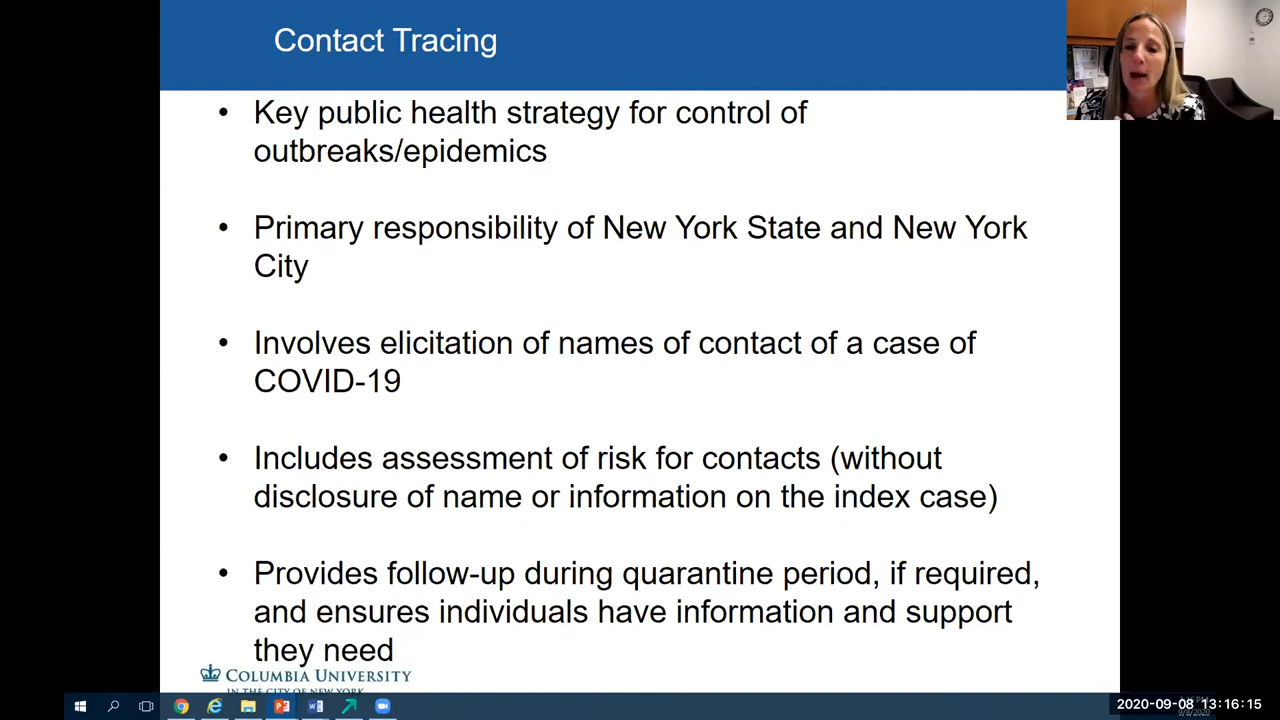 Contact Tracing
• Key public health strategy for control of
outbreaks/epidemics
• Primary responsibility of New York State and New York
City
• Involves elicitation of names of contact of a case of
COVID-19
• Includes assessment of risk for contacts (without
disclosure of name or information on the index case)
• Provides follow-up during quarantine period, if required,
and ensures individuals have information and support
they need
COLUMBIA UNIVERSITY
IN THE CITY OF NEW YORK
2020-09-08 13:16:15